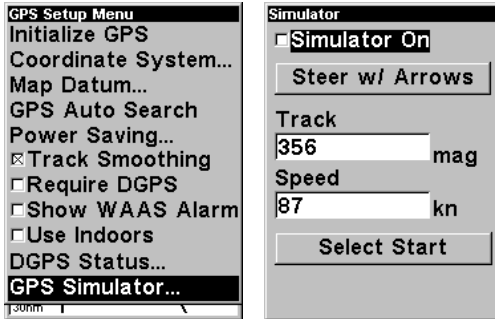 GPS Setup Menu
Initialize GPS
Coordinate System...
Map Datum...
GPS Auto Search
Power Saving...
Track Smoothing
Require DGPS
Show WAAS Alarm
Use Indoors
DGPS Status...
GPS Simulator...
30nm
Simulator
Simulator On
Steer w/ Arrows
Track
356 mag
Speed
87 kn
Select Start